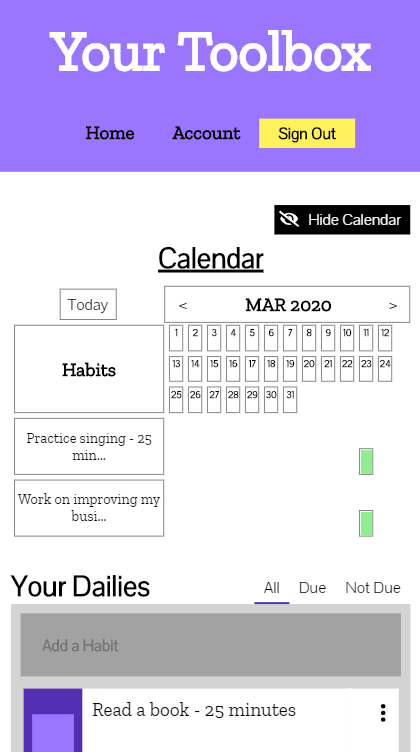 Your Toolbox
Home Account Sign Out
Hide Calendar
Calendar
Today < MAR 2020 >
Habits
1 2 3 4 5 6 7 8 9 10 11 12
13 14 15 16 17 18 19 20 21 22 23 24
25 26 27 28 29 30 31
Practice singing - 25
min...
Work on improving my
busi...
Your Dailies All Due Not Due
Add a Habit
Read a book - 25 minutes